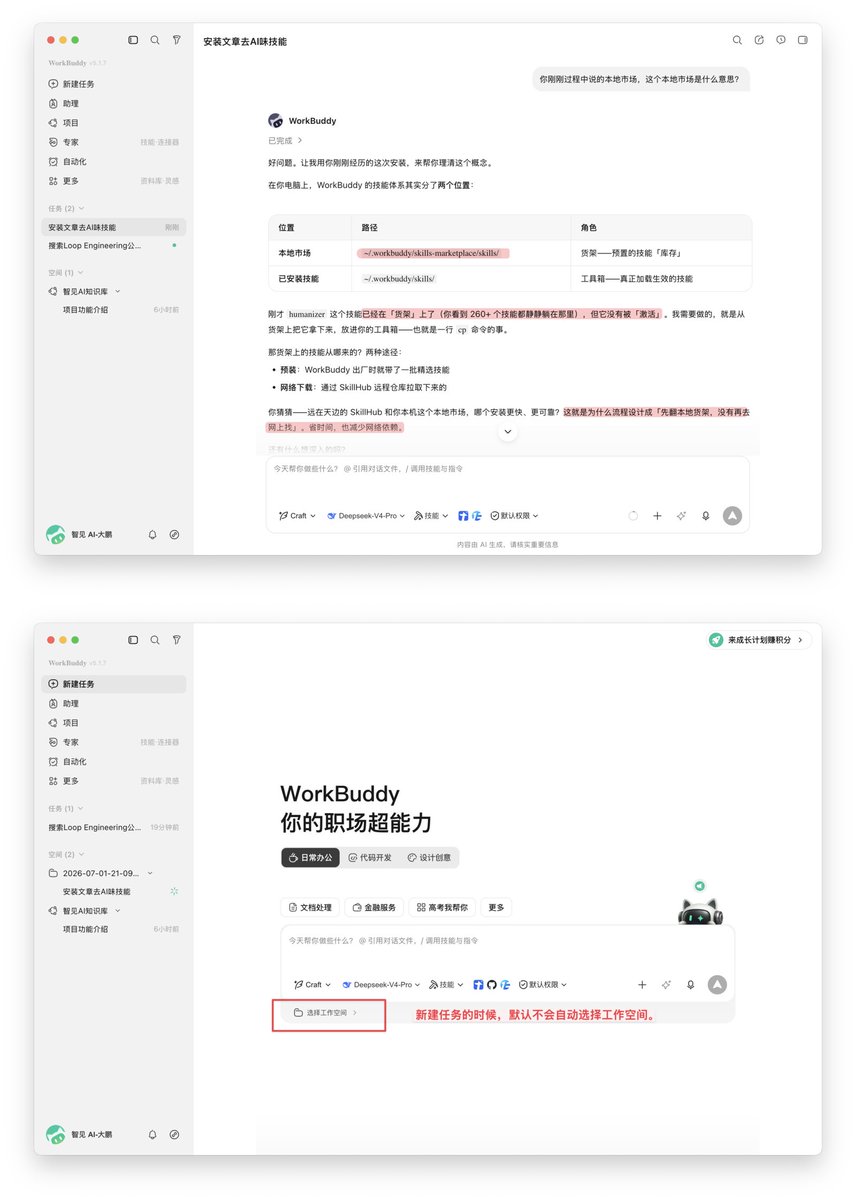 安装文章去AI味技能
WorkBuddy v5.1.7
新建任务
助理
项目
专家 技能·连接器
自动化
更多 资料库·灵感
任务 (2)
安装文章去AI味技能 刚刚
搜索Loop Engineering公...
空间 (1)
智见AI知识库
项目功能介绍 6小时前
智见 AI-大鹏
你刚刚过程中说的本地市场，这个本地市场是什么意思？
WorkBuddy
已完成
好问题。让我用你刚刚经历的这次安装，来帮你理清这个概念。
在你电脑上，WorkBuddy 的技能体系其实分了两个位置：
位置 路径 角色
本地市场 ~/.workbuddy/skills-marketplace/skills/ 货架——预置的技能「库存」
已安装技能 ~/.workbuddy/skills/ 工具箱——真正加载生效的技能
刚才 humanizer 这个技能已经在「货架」上了（你看到 260+ 个技能都静静躺在那里），但它没有被「激活」。我需要做的，就是从
货架上把它拿下来，放进你的工具箱——也就是一行 cp 命令的事。
那货架上的技能从哪来的？两种途径：
• 预装：WorkBuddy 出厂时就带了一批精选技能
• 网络下载：通过 SkillHub 远程仓库拉取下来的
你猜猜——远在天边的 SkillHub 和你本机这个本地市场，哪个安装更快、更可靠？这就是为什么流程设计成「先翻本地货架，没有再去
网上找」。省时间，也减少网络依赖。
还有什么想深入的吗？
今天帮你做些什么？ @ 引用对话文件，/ 调用技能与指令
Craft Deepseek-V4-Pro 技能 默认权限
内容由 AI 生成，请核实重要信息
WorkBuddy v5.1.7
新建任务
助理
项目
专家 技能·连接器
自动化
更多 资料库·灵感
任务 (1)
搜索Loop Engineering公... 19分钟前
空间 (2)
2026-07-01-21-09...
安装文章去AI味技能
智见AI知识库
项目功能介绍 6小时前
智见 AI-大鹏
来成长计划赚积分
WorkBuddy
你的职场超能力
日常办公 代码开发 设计创意
文档处理 金融服务 高考我帮你 更多
今天帮你做些什么？ @ 引用对话文件，/ 调用技能与指令
Craft Deepseek-V4-Pro 技能 默认权限
选择工作空间
新建任务的时候，默认不会自动选择工作空间。